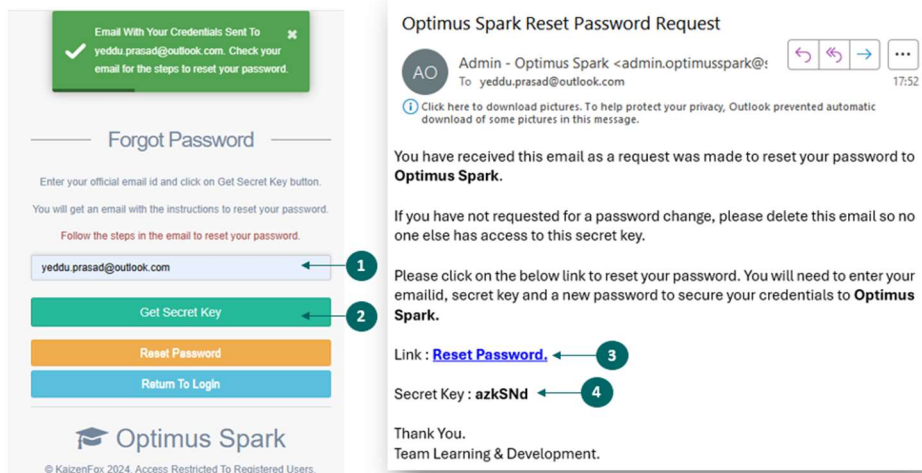 Email With Your Credentials Sent To
yeddu.prasad@outlook.com. Check your
email for the steps to reset your password.
Forgot Password
Enter your official email id and click on Get Secret Key button.
You will get an email with the instructions to reset your password.
Follow the steps in the email to reset your password.
yeddu.prasad@outlook.com
1
Get Secret Key
2
Reset Password
Return To Login
Optimus Spark
© KaizenFox 2024. Access Restricted To Registered Users.
Optimus Spark Reset Password Request
AO
Admin - Optimus Spark <admin.optimusspark@
To yeddu.prasad@outlook.com
17:52
Click here to download pictures. To help protect your privacy, Outlook prevented automatic
download of some pictures in this message.
You have received this email as a request was made to reset your password to
Optimus Spark.
If you have not requested for a password change, please delete this email so no
one else has access to this secret key.
Please click on the below link to reset your password. You will need to enter your
emailid, secret key and a new password to secure your credentials to Optimus
Spark.
Link : Reset Password.
3
Secret Key : azkSNd
4
Thank You.
Team Learning & Development.